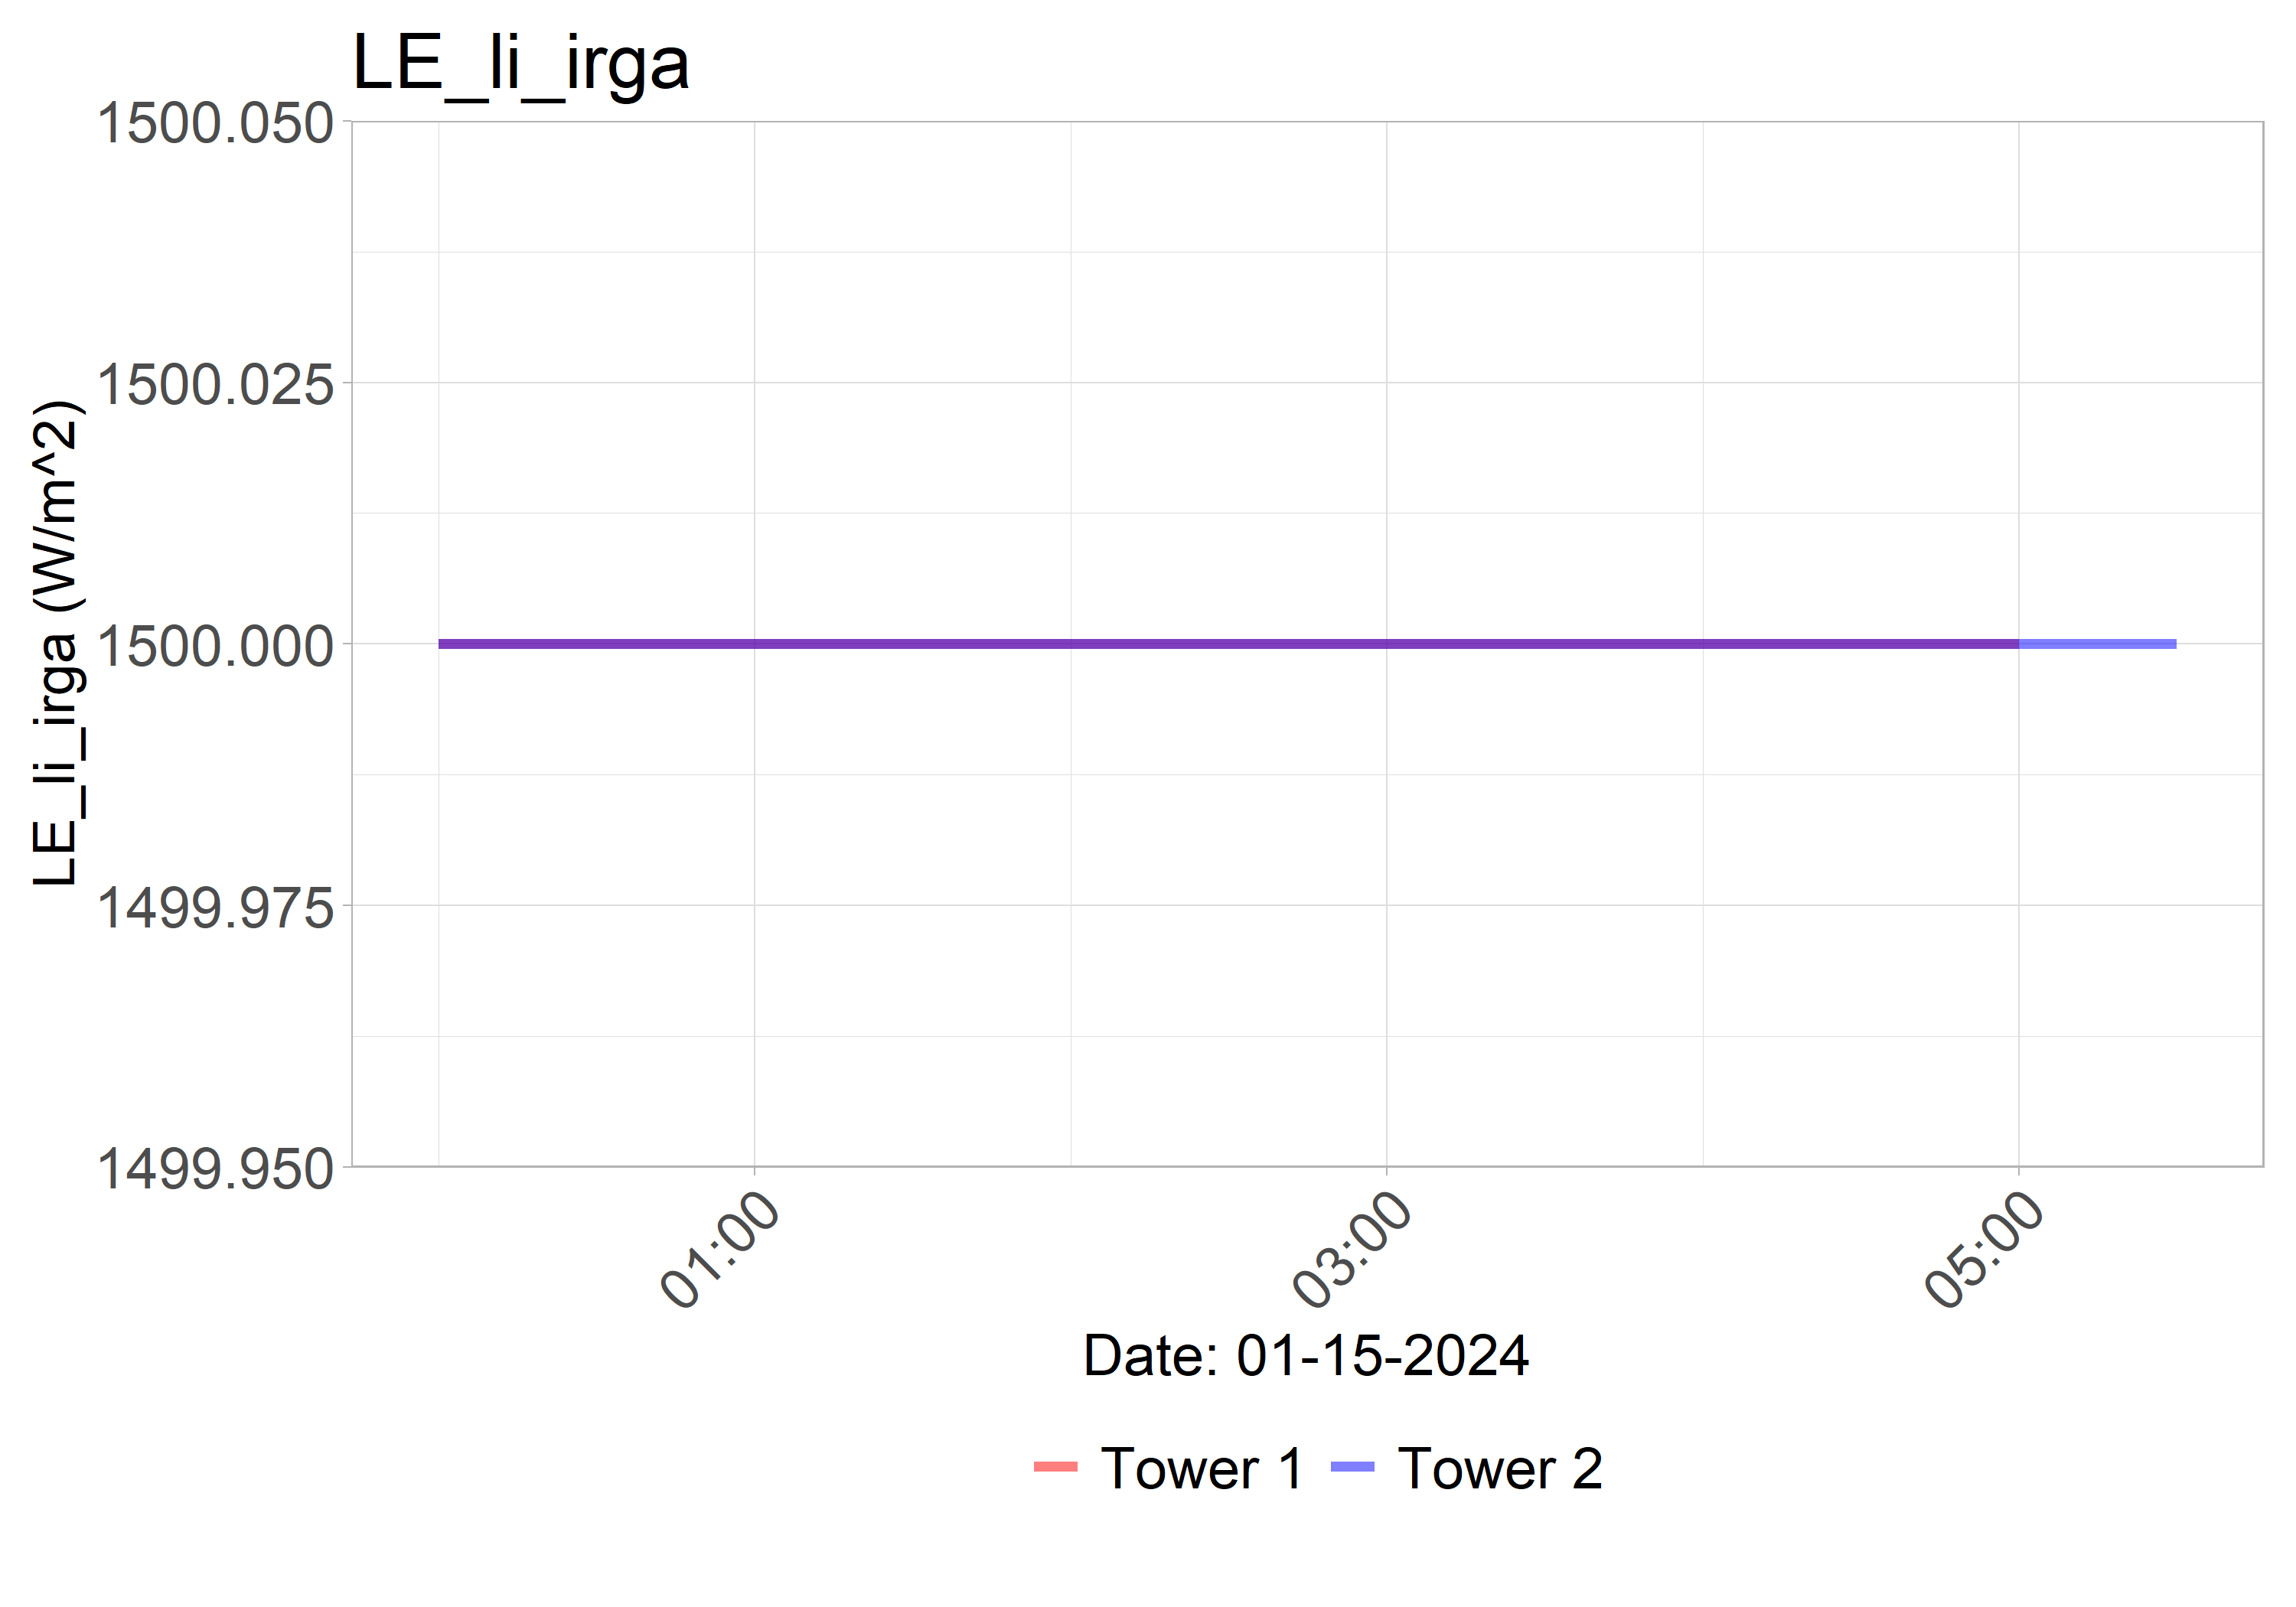 LE_li_irga
1500.050
1500.025
1500.000
1499.975
1499.950
LE_li_irga (W/m^2)
01:00
03:00
05:00
Date: 01-15-2024
Tower 1
Tower 2